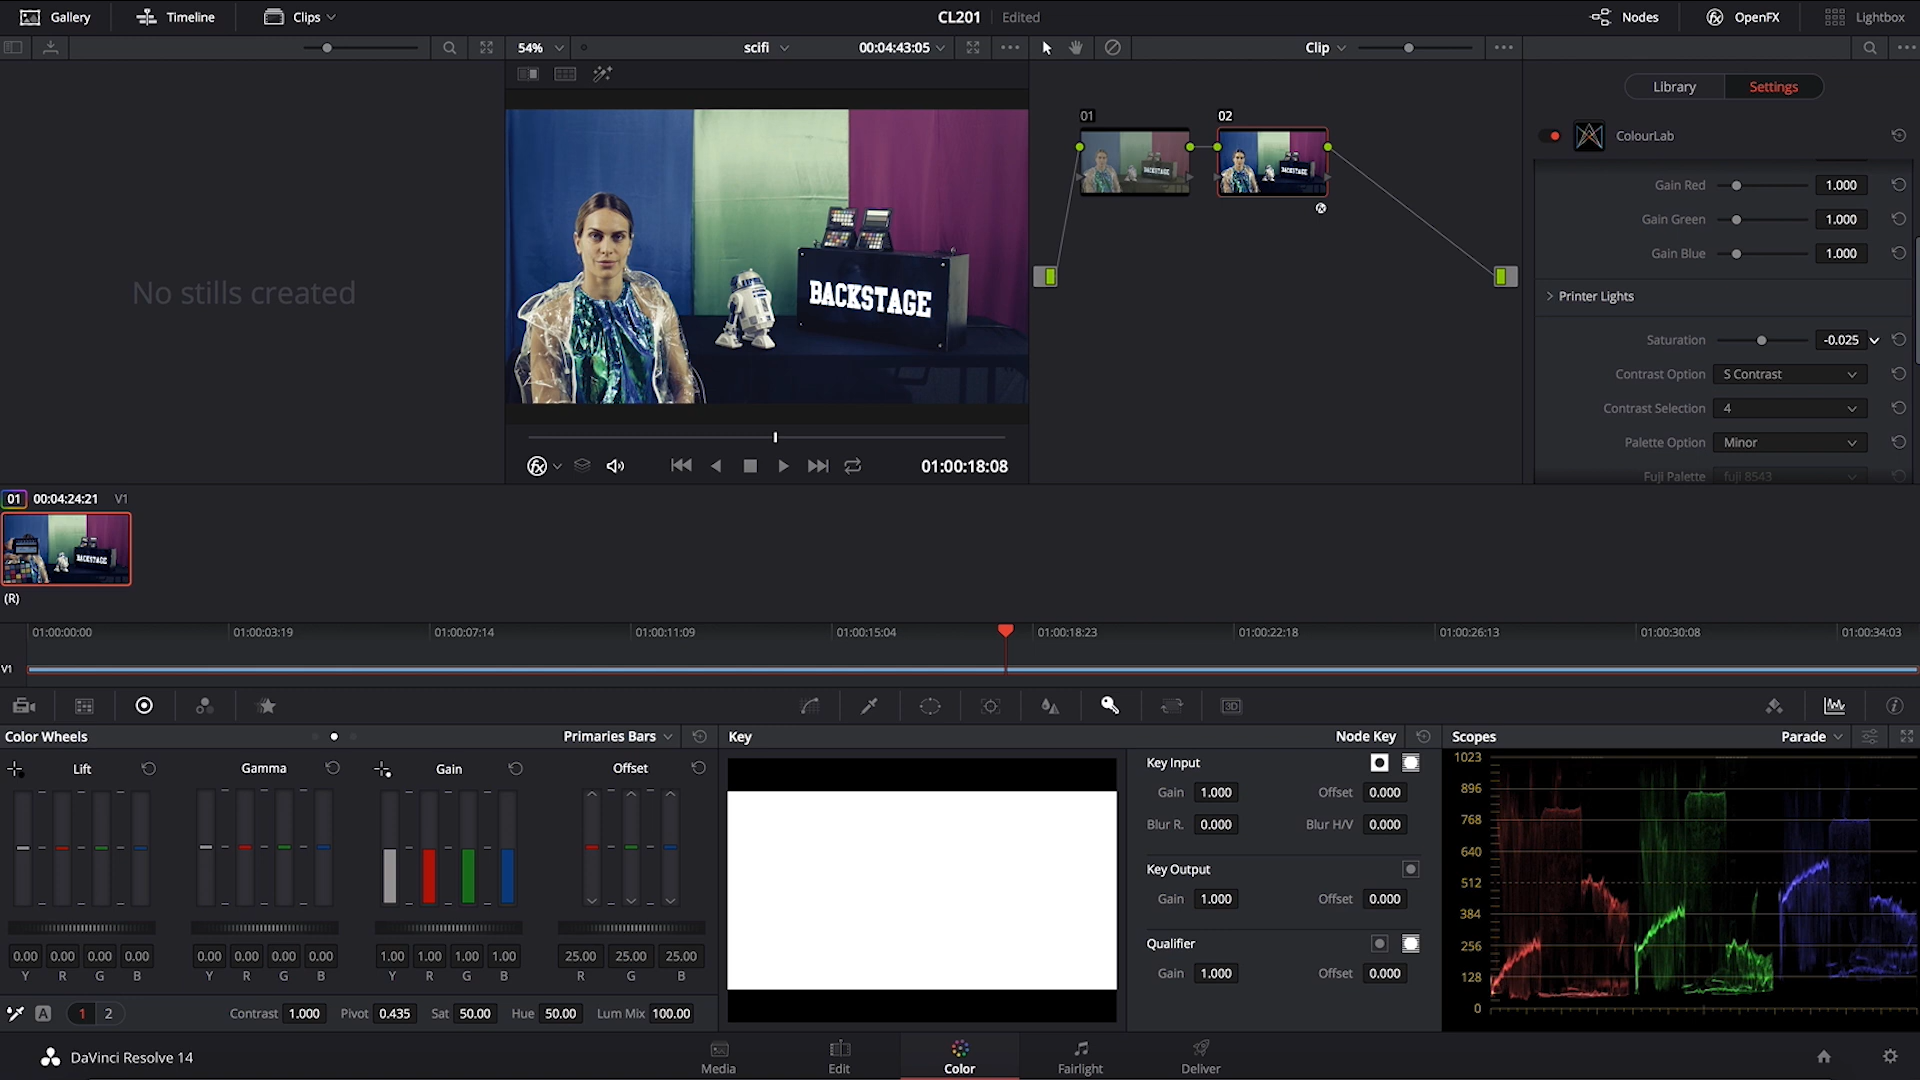 Gallery
Timeline
Clips
CL201 Edited
Nodes
OpenFX
Lightbox
54%
scifi
00:04:43:05
Clip
Library
Settings
No stills created
BACKSTAGE
01:00:18:08
01
02
BACKSTAGE
BACKSTAGE
ColourLab
Gain Red 1.000
Gain Green 1.000
Gain Blue 1.000
Printer Lights
Saturation -0.025
Contrast Option S Contrast
Contrast Selection 4
Palette Option Minor
Fuji Palette fuji 8543
01 00:04:24:21 V1
BACKSTAGE
(R)
01:00:00:00 01:00:03:19 01:00:07:14 01:00:11:09 01:00:15:04 01:00:18:23 01:00:22:18 01:00:26:13 01:00:30:08 01:00:34:03
V1
3D
Color Wheels
Primaries Bars
Lift Gamma Gain Offset
0.00 0.00 0.00 0.00 0.00 0.00 0.00 0.00 1.00 1.00 1.00 1.00 25.00 25.00 25.00
Y R G B Y R G B Y R G B R G B
A 1 2 Contrast 1.000 Pivot 0.435 Sat 50.00 Hue 50.00 Lum Mix 100.00
Key
Node Key
Key Input
Gain 1.000 Offset 0.000
Blur R. 0.000 Blur H/V 0.000
Key Output
Gain 1.000 Offset 0.000
Qualifier
Gain 1.000 Offset 0.000
Scopes
Parade
1023
896
768
640
512
384
256
128
0
DaVinci Resolve 14
Media
Edit
Color
Fairlight
Deliver